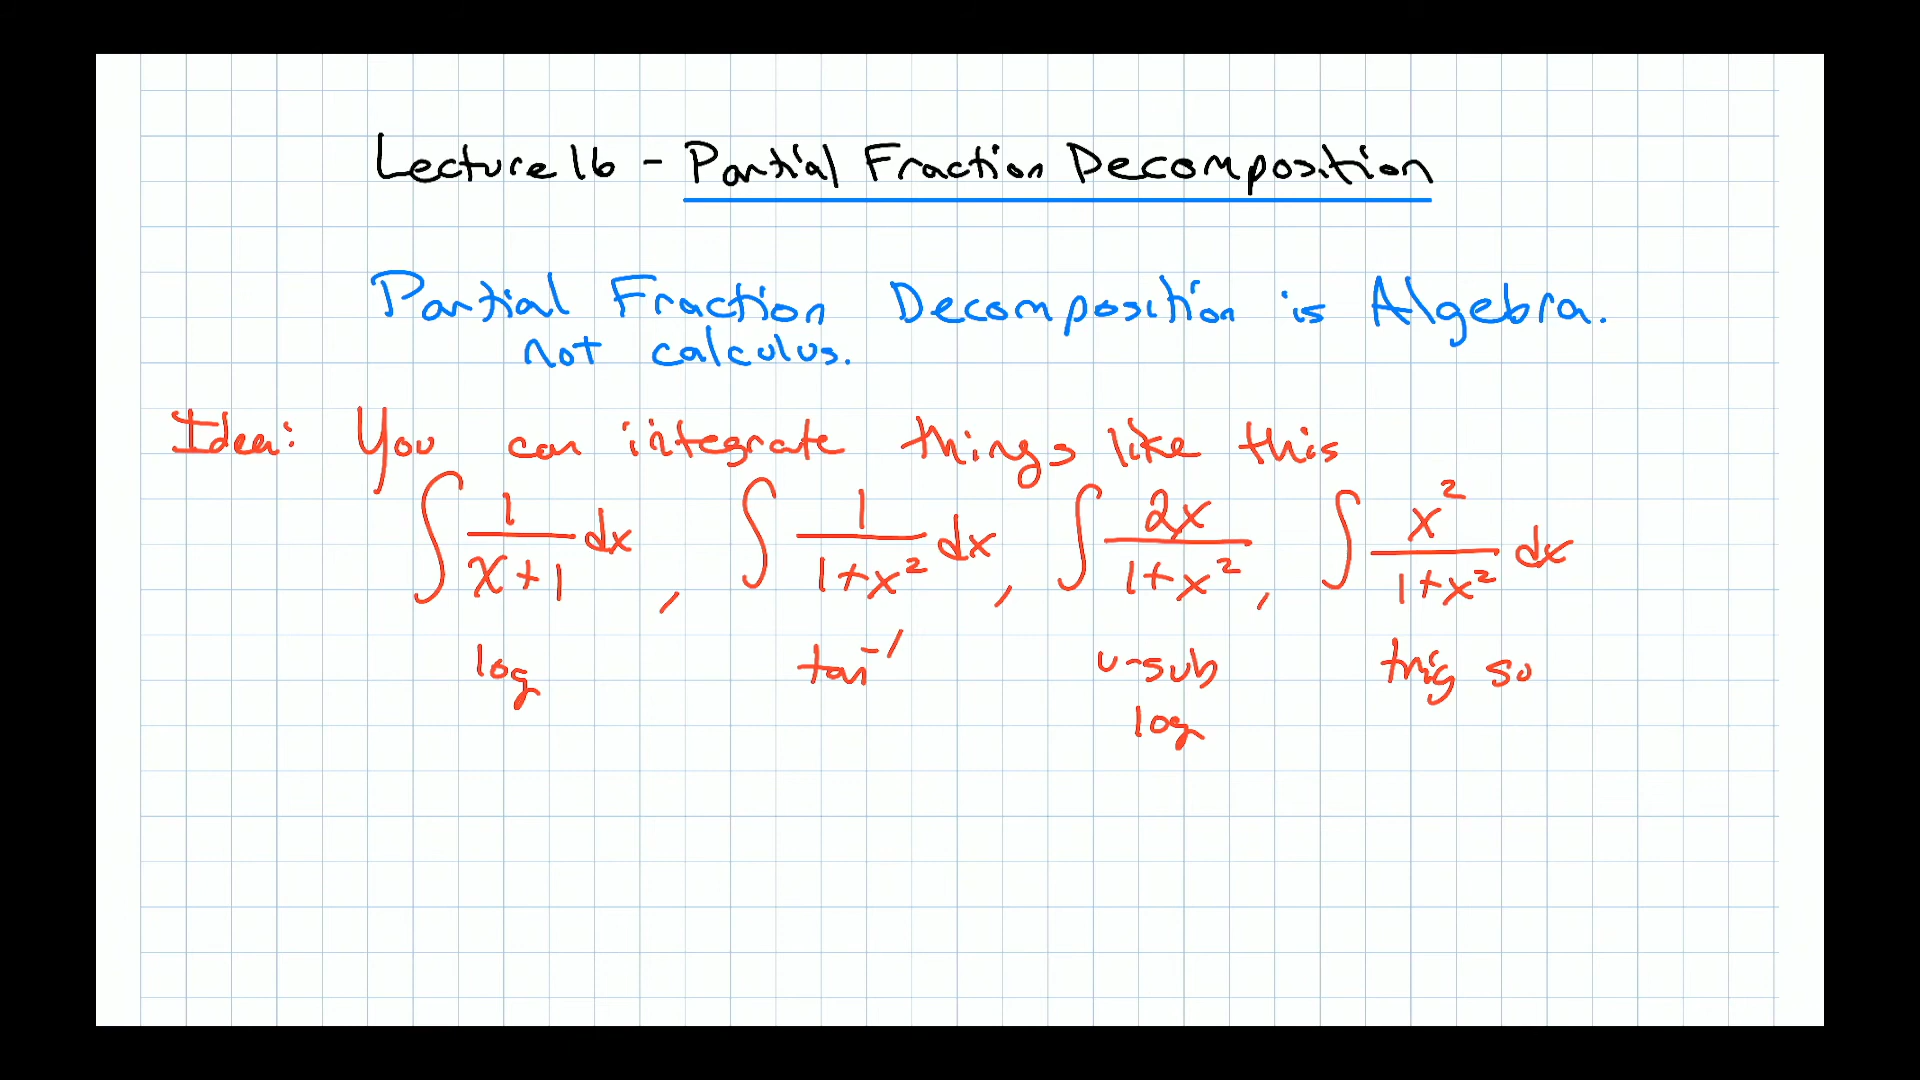 Lecture 16 - Partial Fraction Decomposition
Partial Fraction Decomposition is Algebra.
not calculus.
Idea: You can integrate things like this
∫ 1/(x+1) dx, ∫ 1/(1+x²) dx, ∫ 2x/(1+x²), ∫ x²/(1+x²) dx
log tan⁻¹ u-sub trig so
log